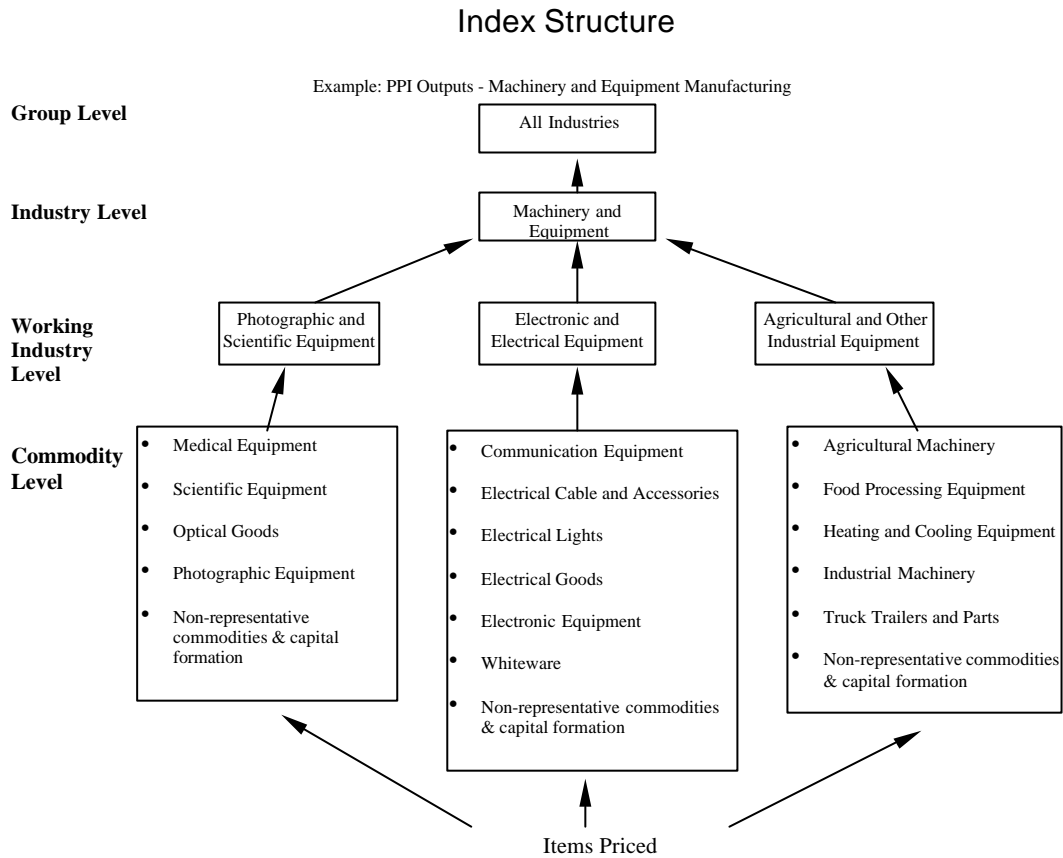 Index Structure
Example: PPI Outputs - Machinery and Equipment Manufacturing
Group Level
All Industries
Industry Level
Machinery and
Equipment
Working
Industry
Level
Photographic and
Scientific Equipment
Electronic and
Electrical Equipment
Agricultural and Other
Industrial Equipment
Commodity
Level
• Medical Equipment
• Scientific Equipment
• Optical Goods
• Photographic Equipment
• Non-representative
commodities & capital
formation
• Communication Equipment
• Electrical Cable and Accessories
• Electrical Lights
• Electrical Goods
• Electronic Equipment
• Whiteware
• Non-representative commodities
& capital formation
• Agricultural Machinery
• Food Processing Equipment
• Heating and Cooling Equipment
• Industrial Machinery
• Truck Trailers and Parts
• Non-representative commodities
& capital formation
Items Priced